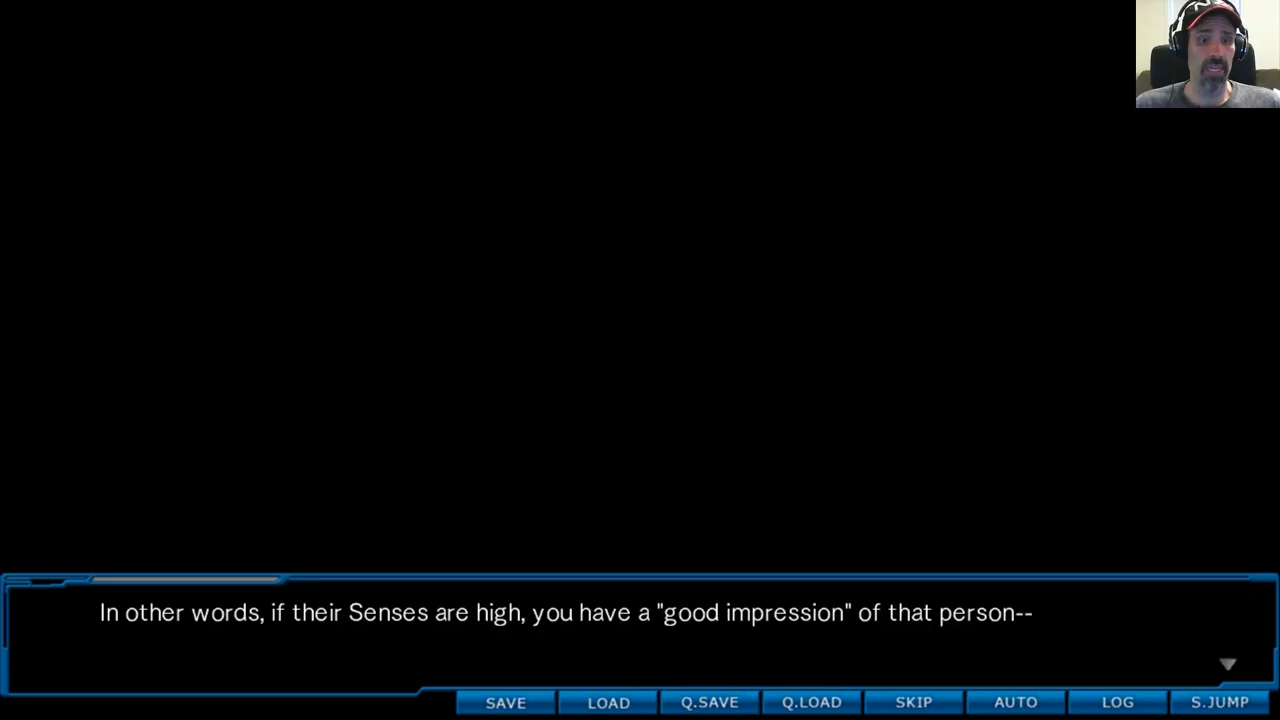 In other words, if their Senses are high, you have a "good impression" of that person--
SAVE LOAD Q.SAVE Q.LOAD SKIP AUTO LOG S.JUMP